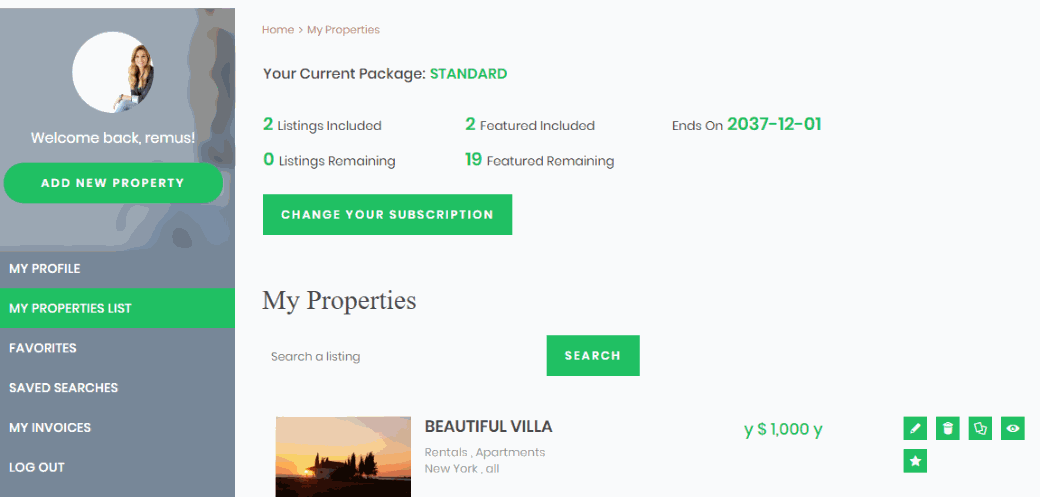 Welcome back, remus!
ADD NEW PROPERTY
MY PROFILE
MY PROPERTIES LIST
FAVORITES
SAVED SEARCHES
MY INVOICES
LOG OUT
Home > My Properties
Your Current Package: STANDARD
2 Listings Included 2 Featured Included Ends On 2037-12-01
0 Listings Remaining 19 Featured Remaining
CHANGE YOUR SUBSCRIPTION
My Properties
Search a listing SEARCH
BEAUTIFUL VILLA y $ 1,000 y
Rentals , Apartments
New York , all